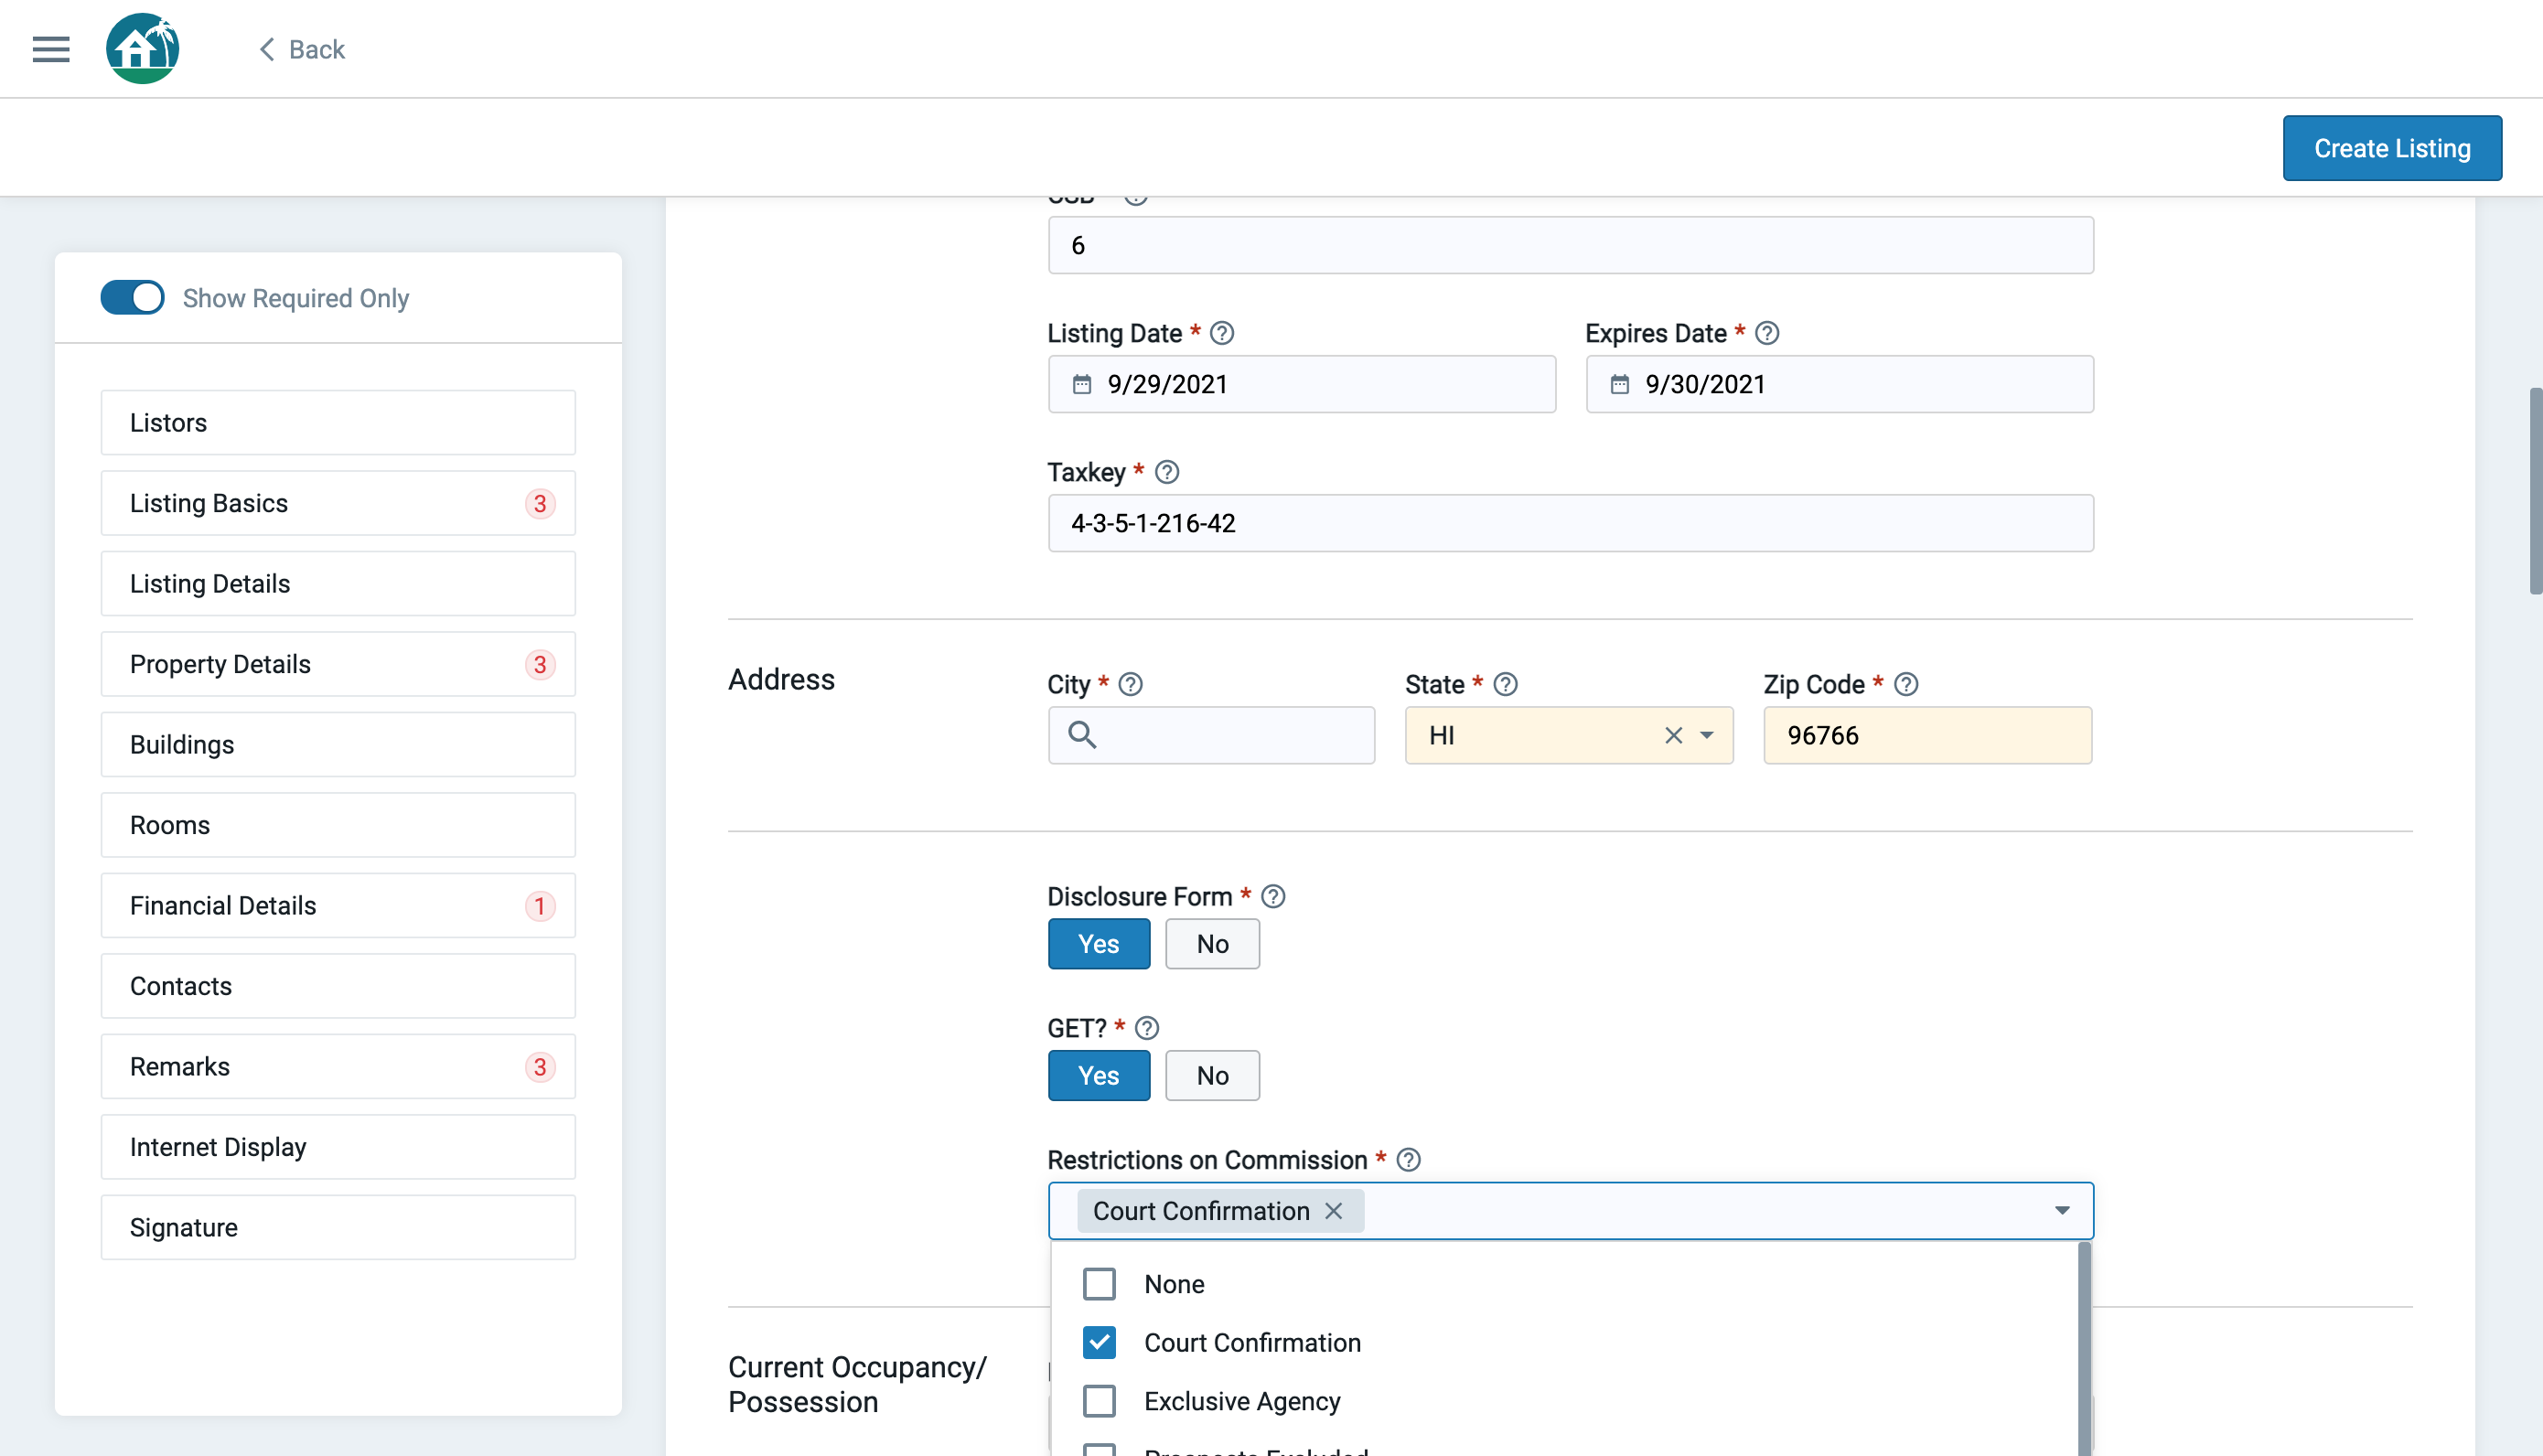 Back
Create Listing
Show Required Only
Listors
Listing Basics 3
Listing Details
Property Details 3
Buildings
Rooms
Financial Details 1
Contacts
Remarks 3
Internet Display
Signature
6
Listing Date * ?
Expires Date * ?
9/29/2021
9/30/2021
Taxkey * ?
4-3-5-1-216-42
Address
City * ?
State * ?
Zip Code * ?
HI
96766
Disclosure Form * ?
Yes No
GET? * ?
Yes No
Restrictions on Commission * ?
Court Confirmation
None
Court Confirmation
Exclusive Agency
Current Occupancy/
Possession